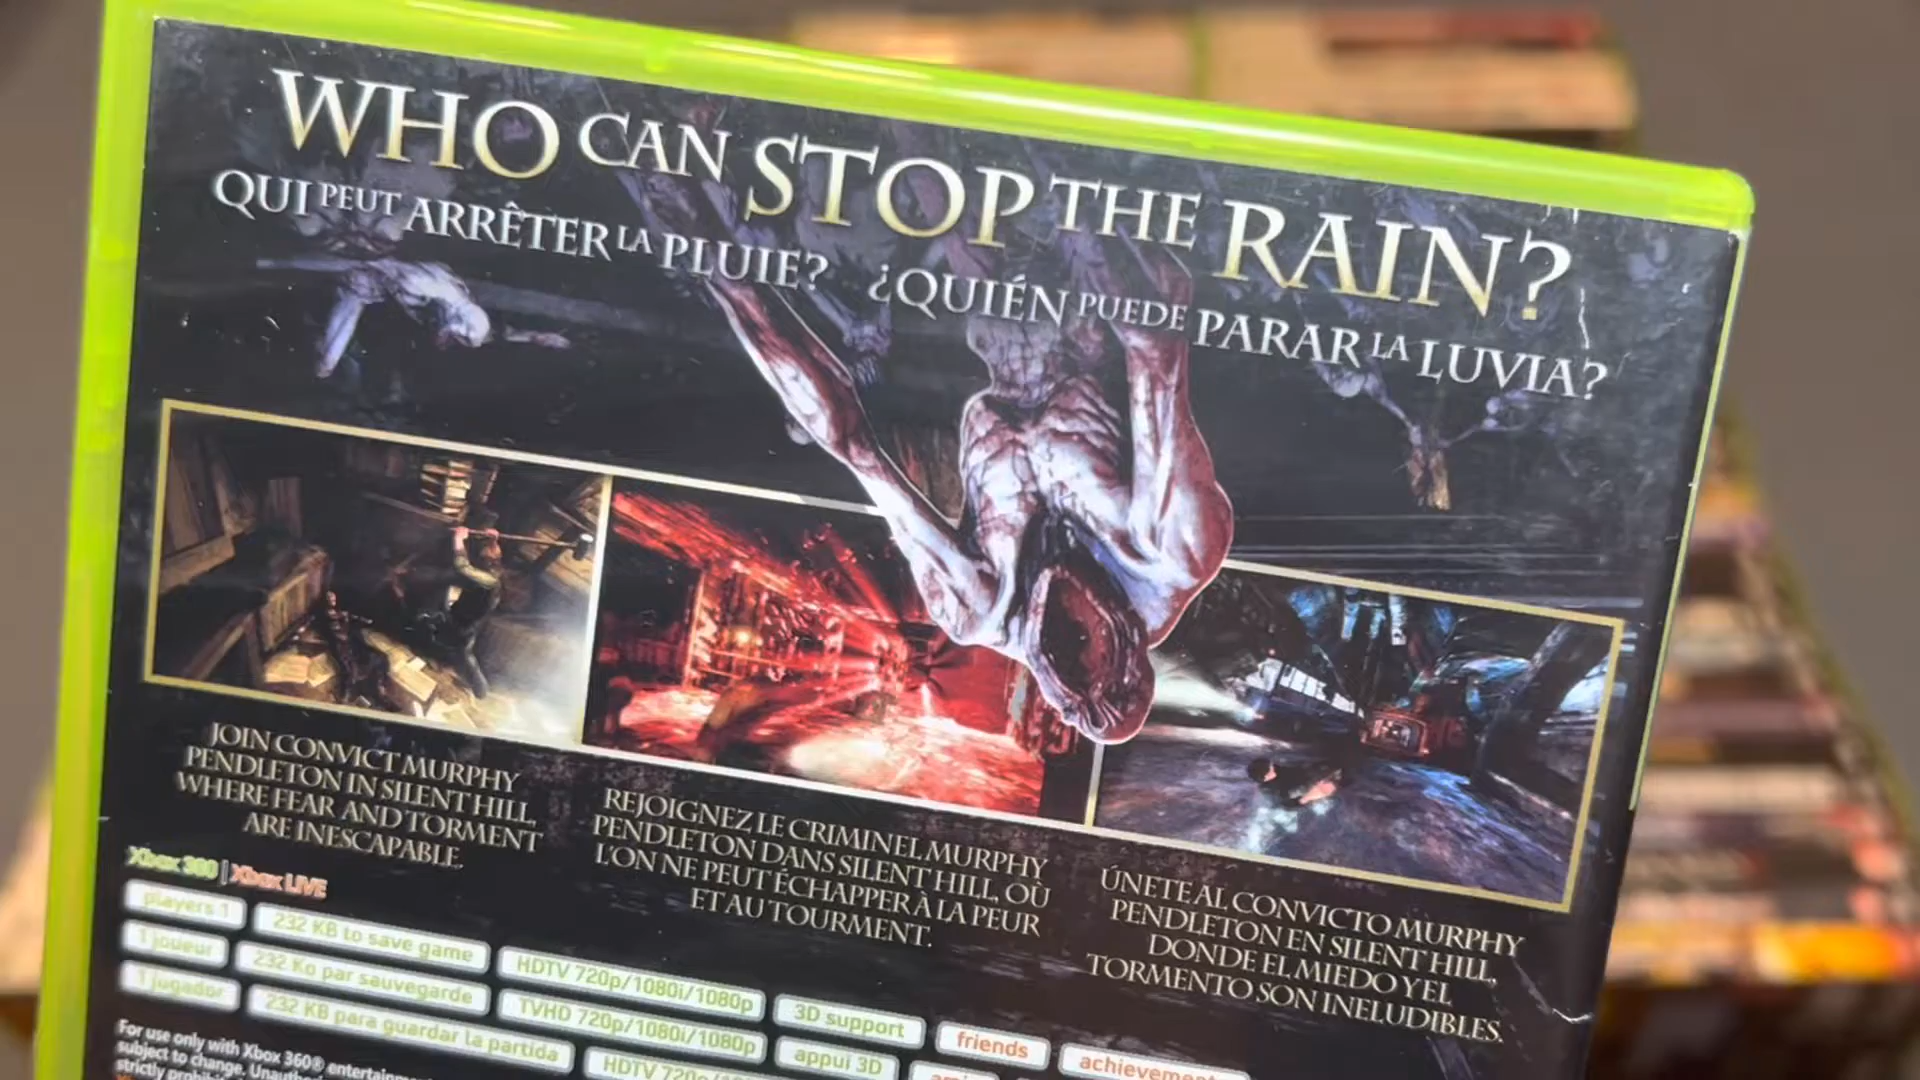 WHO CAN STOP THE RAIN?
QUI PEUT ARRÊTER LA PLUIE? ¿QUIÉN PUEDE PARAR LA LUVIA?
JOIN CONVICT MURPHY
PENDLETON IN SILENT HILL,
WHERE FEAR AND TORMENT
ARE INESCAPABLE.
REJOIGNEZ LE CRIMINEL MURPHY
PENDLETON DANS SILENT HILL, OÙ
L'ON NE PEUT ÉCHAPPER À LA PEUR
ET AU TOURMENT.
ÚNETE AL CONVICTO MURPHY
PENDLETON EN SILENT HILL,
DONDE EL MIEDO Y EL
TORMENTO SON INELUDIBLES.
Xbox 360 | Xbox LIVE
players 1
1 joueur
1 jugador
232 KB to save game
232 Ko par sauvegarde
232 KB para guardar la partida
HDTV 720p/1080i/1080p
TVHD 720p/1080i/1080p
HDTV
3D support
appui 3D
friends
For use only with Xbox 360®
subject to change.
strictly